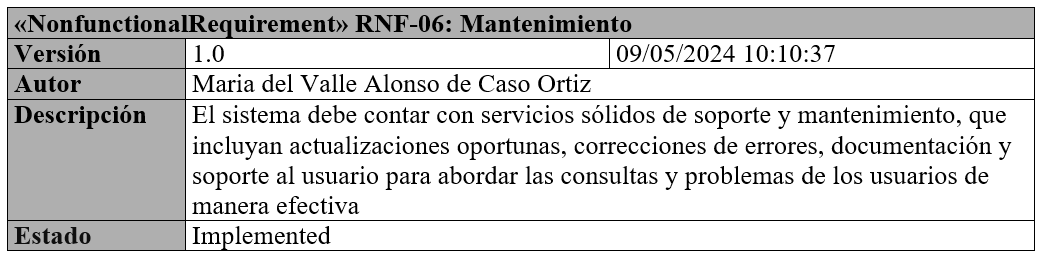 «NonfunctionalRequirement» RNF-06: Mantenimiento
Versión 1.0 09/05/2024 10:10:37
Autor Maria del Valle Alonso de Caso Ortiz
Descripción El sistema debe contar con servicios sólidos de soporte y mantenimiento, que
incluyan actualizaciones oportunas, correcciones de errores, documentación y
soporte al usuario para abordar las consultas y problemas de los usuarios de
manera efectiva
Estado Implemented